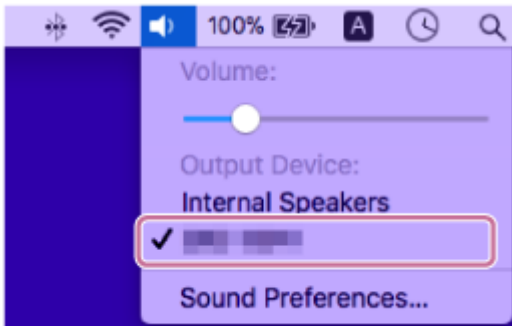 100% A
Volume:
Output Device:
Internal Speakers
Sound Preferences...